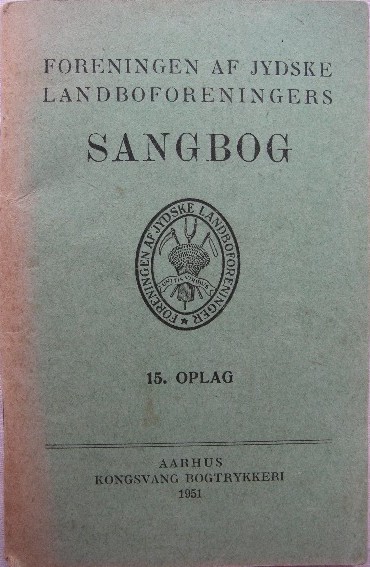 FORENINGEN AF JYDSKE
LANDBOFORENINGERS
SANGBOG
FORENINGEN AF JYDSKE LANDBOFORENINGER
15. OPLAG
AARHUS
KONGSVANG BOGTRYKKERI
1951